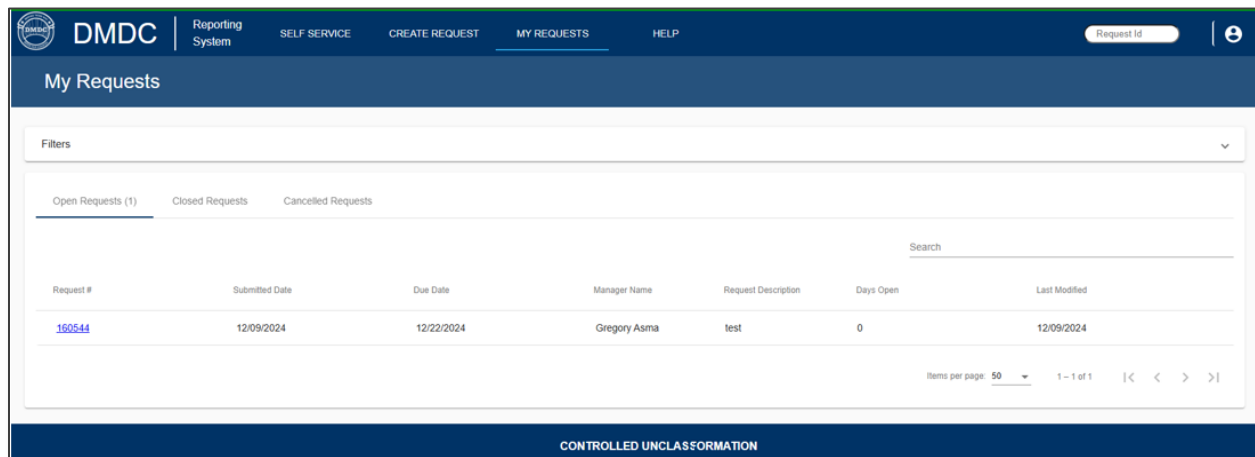 DMDC
DMDC
Reporting
System
SELF SERVICE
CREATE REQUEST
MY REQUESTS
HELP
Request Id
My Requests
Filters
Open Requests (1) Closed Requests Cancelled Requests
Search
Request # Submitted Date Due Date Manager Name Request Description Days Open Last Modified
160544 12/09/2024 12/22/2024 Gregory Asma test 0 12/09/2024
Items per page: 50 1 – 1 of 1
CONTROLLED UNCLASSFORMATION